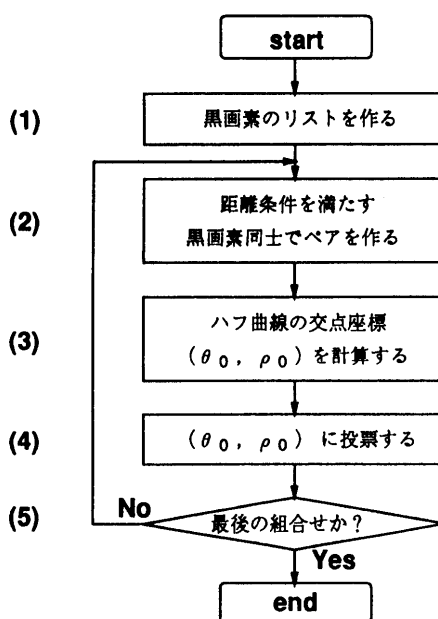 start
(1)
黒画素のリストを作る
(2)
距離条件を満たす
黒画素同士でペアを作る
(3)
ハフ曲線の交点座標
(θ0, ρ0) を計算する
(4)
(θ0, ρ0) に投票する
(5)
No
最後の組合せか?
Yes
end